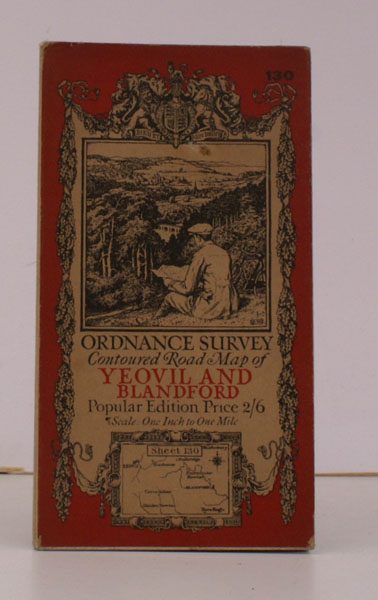 130
ORDNANCE SURVEY
Contoured Road Map of
YEOVIL AND
BLANDFORD
Popular Edition Price 2/6
Scale: One Inch to One Mile
Sheet 130